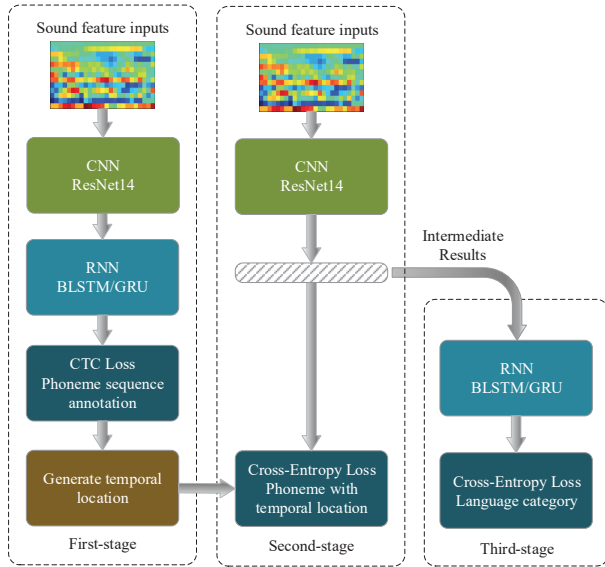 Sound feature inputs
CNN
ResNet14
RNN
BLSTM/GRU
CTC Loss
Phoneme sequence
annotation
Generate temporal
location
First-stage
Sound feature inputs
CNN
ResNet14
Cross-Entropy Loss
Phoneme with
temporal location
Second-stage
Intermediate
Results
RNN
BLSTM/GRU
Cross-Entropy Loss
Language category
Third-stage